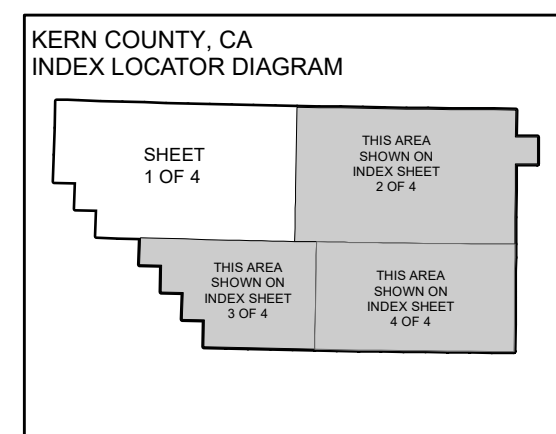 KERN COUNTY, CA
INDEX LOCATOR DIAGRAM
SHEET
1 OF 4
THIS AREA
SHOWN ON
INDEX SHEET
2 OF 4
THIS AREA
SHOWN ON
INDEX SHEET
3 OF 4
THIS AREA
SHOWN ON
INDEX SHEET
4 OF 4